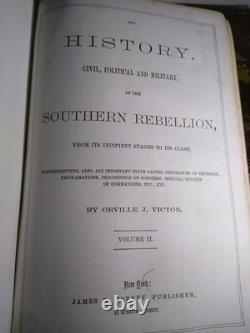 THE
HISTORY,
CIVIL, POLITICAL AND MILITARY,
OF THE
SOUTHERN REBELLION,
FROM ITS INCIPIENT STAGES TO ITS CLOSE.
COMPREHENDING, ALSO, ALL IMPORTANT STATE PAPERS, ORDINANCES OF SECESSION,
PROCLAMATIONS, PROCEEDINGS OF CONGRESS, OFFICIAL REPORTS
OF COMMANDERS, ETC., ETC.
BY ORVILLE J. VICTOR.
VOLUME II.
New York:
JAMES PUBLISHER,
STREET.